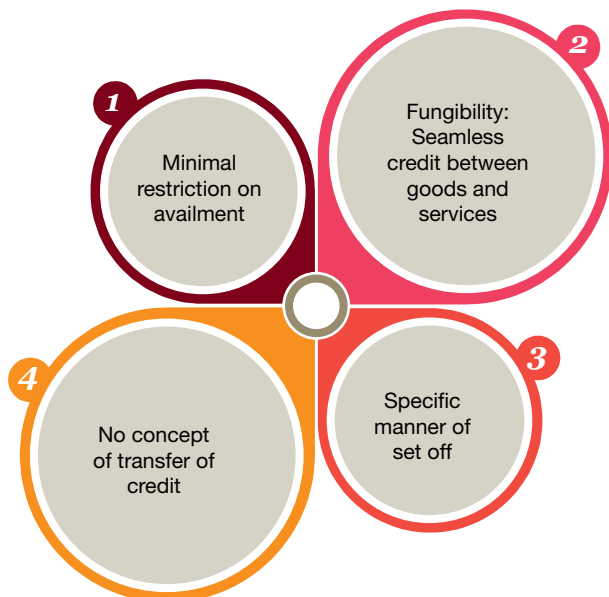 1
Minimal
restriction on
availment
2
Fungibility:
Seamless
credit between
goods and
services
3
Specific
manner of
set off
4
No concept
of transfer of
credit